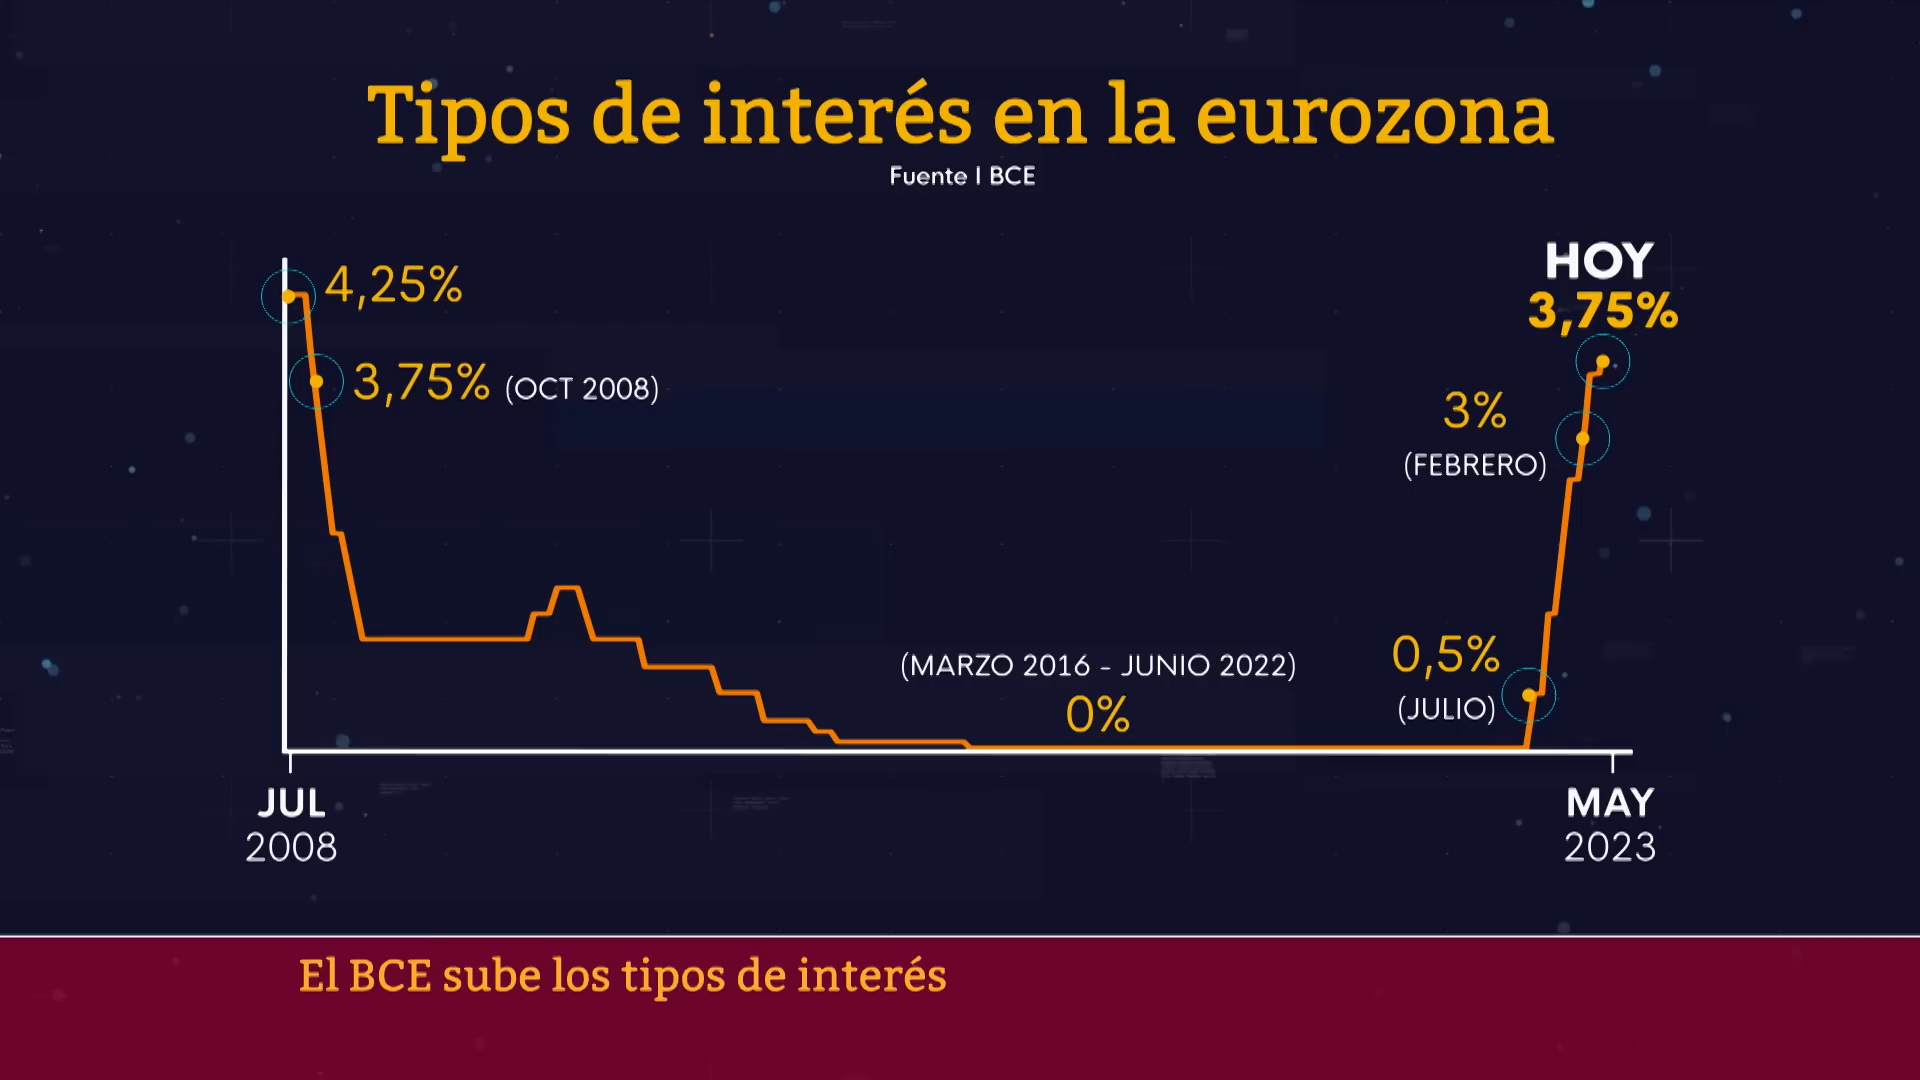 Tipos de interés en la eurozona
Fuente | BCE
4,25%
3,75% (OCT 2008)
HOY
3,75%
3%
(FEBRERO)
0,5%
(JULIO)
(MARZO 2016 - JUNIO 2022)
0%
JUL
2008
MAY
2023
El BCE sube los tipos de interés